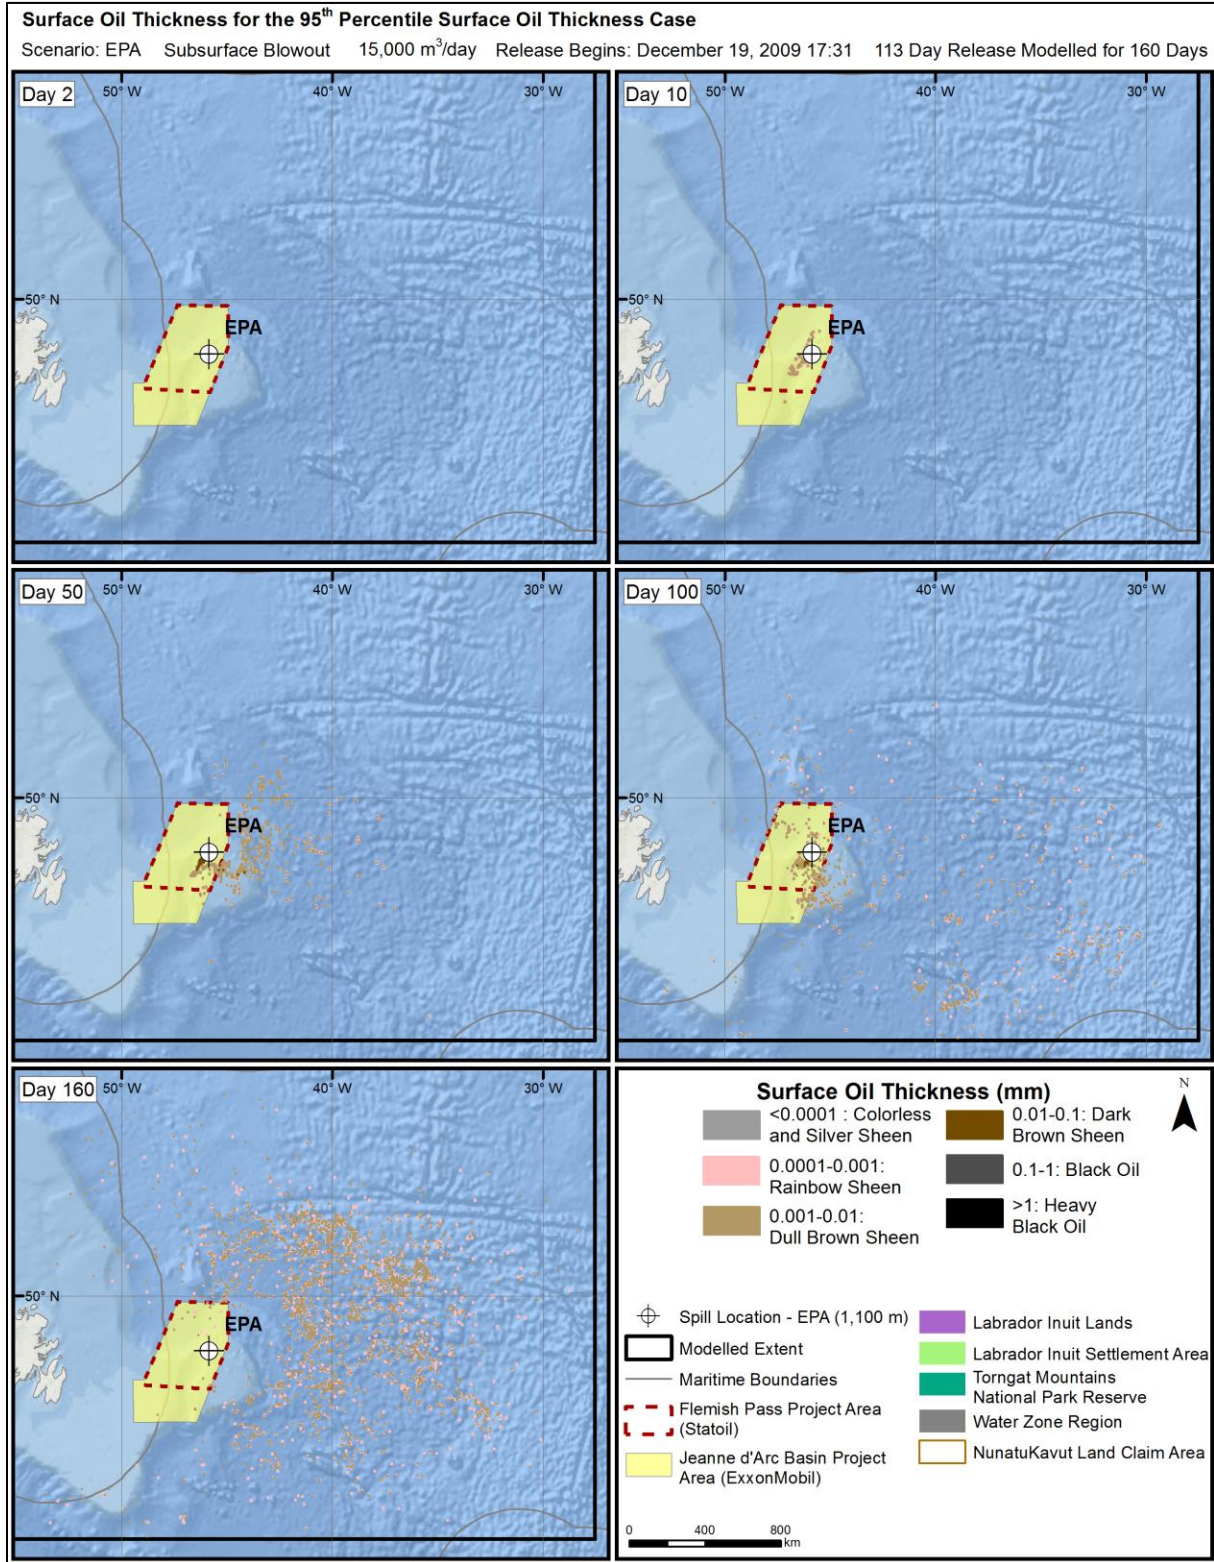 Surface Oil Thickness for the 95th Percentile Surface Oil Thickness Case
Scenario: EPA Subsurface Blowout 15,000 m³/day Release Begins: December 19, 2009 17:31 113 Day Release Modelled for 160 Days
Day 2
50° W
40° W
30° W
50° N
EPA
Day 10
50° W
40° W
30° W
50° N
EPA
Day 50
50° W
40° W
30° W
50° N
EPA
Day 100
50° W
40° W
30° W
50° N
EPA
Day 160
50° W
40° W
30° W
50° N
EPA
Surface Oil Thickness (mm)
N
<0.0001 : Colorless
and Silver Sheen
0.0001-0.001:
Rainbow Sheen
0.001-0.01:
Dull Brown Sheen
0.01-0.1: Dark
Brown Sheen
0.1-1: Black Oil
>1: Heavy
Black Oil
Spill Location - EPA (1,100 m)
Modelled Extent
Maritime Boundaries
Flemish Pass Project Area
(Statoil)
Jeanne d'Arc Basin Project
Area (ExxonMobil)
Labrador Inuit Lands
Labrador Inuit Settlement Area
Torngat Mountains
National Park Reserve
Water Zone Region
NunatuKavut Land Claim Area
0 400 800
km